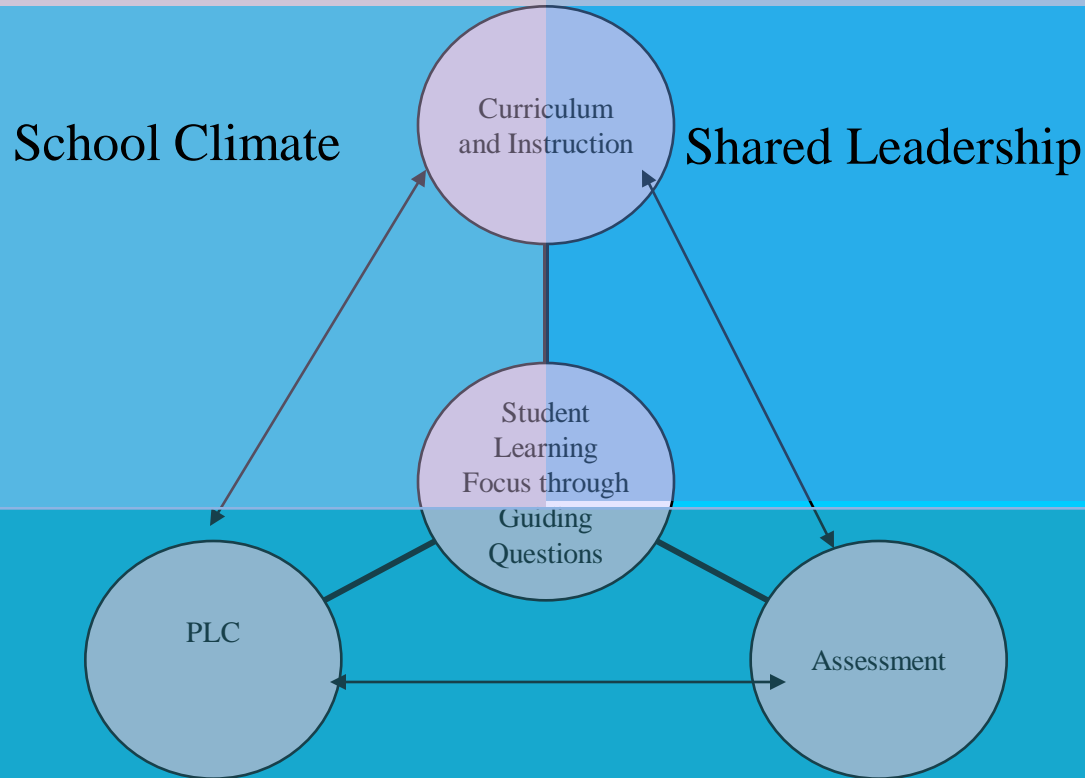 Curriculum
and Instruction
School Climate
Shared Leadership
Student
Learning
Focus through
Guiding
Questions
PLC
Assessment